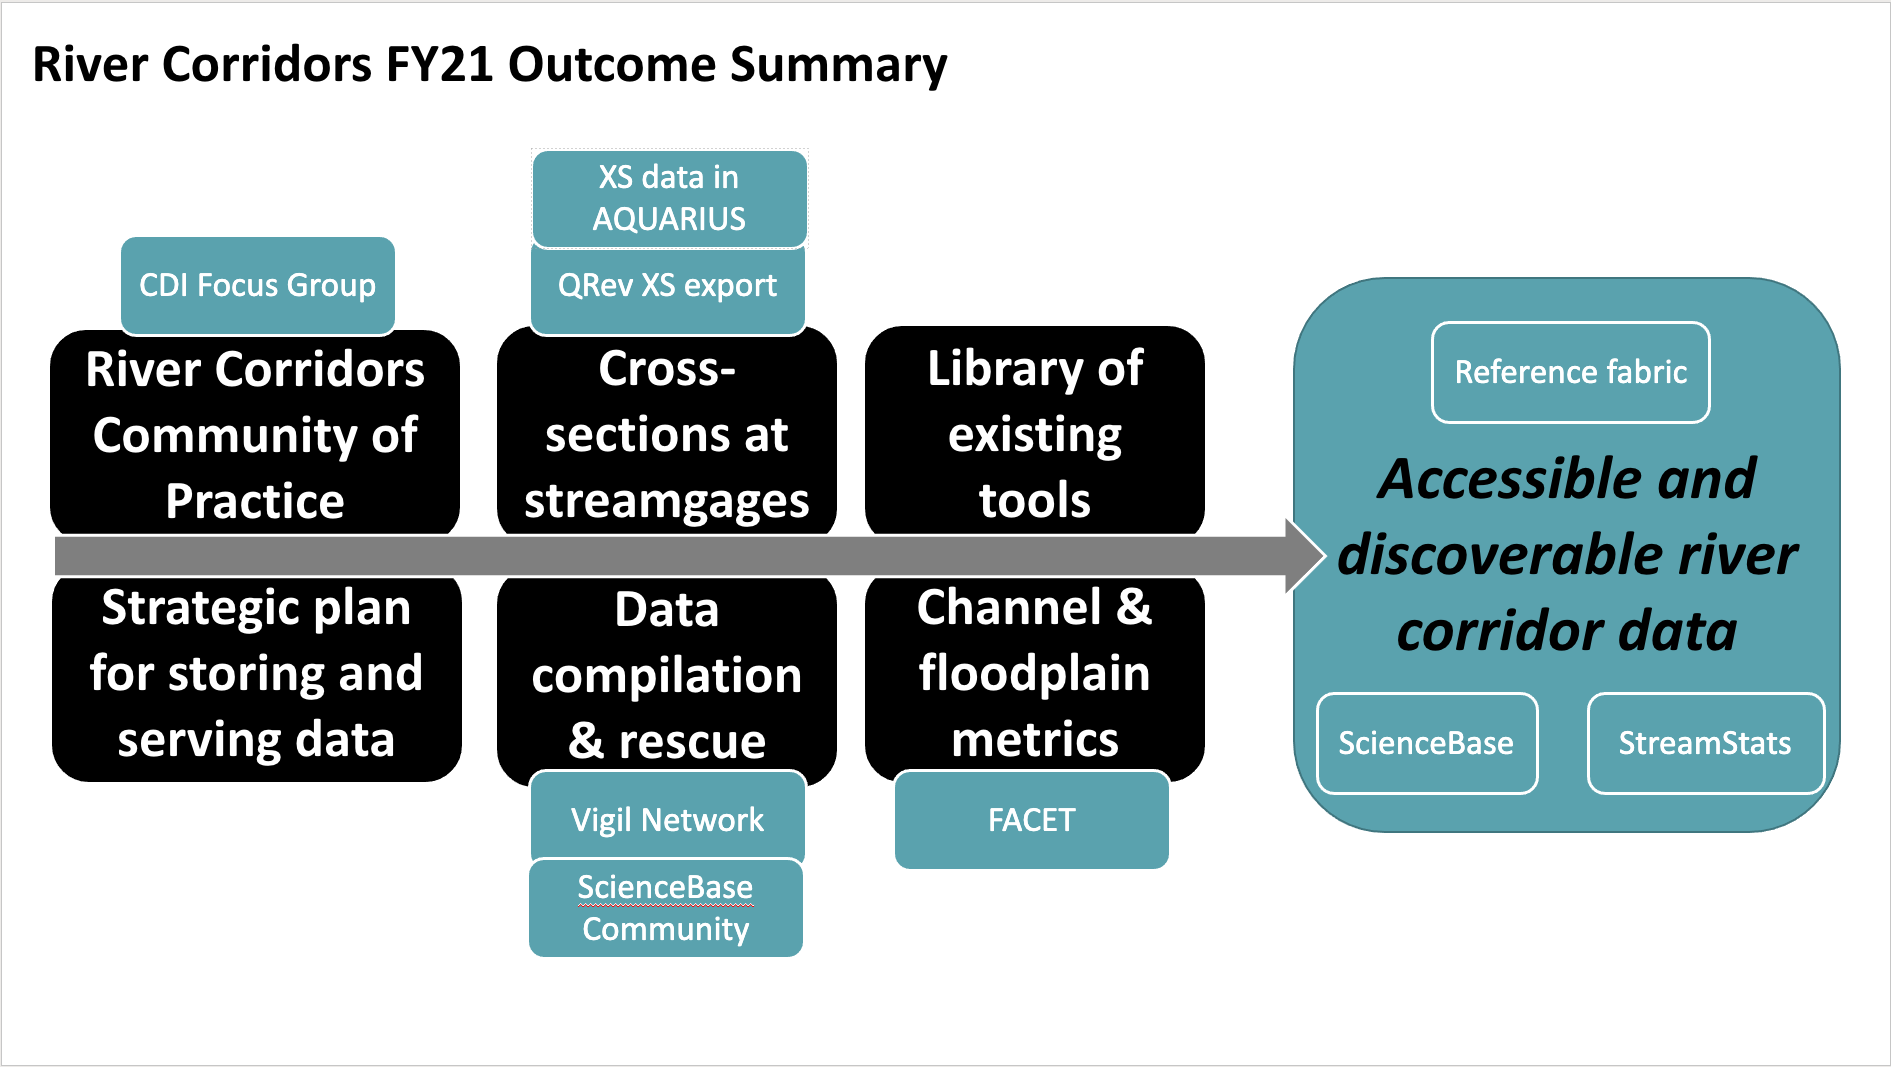 River Corridors FY21 Outcome Summary
CDI Focus Group
River Corridors
Community of
Practice
XS data in
AQUARIUS
QRev XS export
Cross-
sections at
streamgages
Library of
existing
tools
Strategic plan
for storing and
serving data
Data
compilation
& rescue
Vigil Network
ScienceBase
Community
Channel &
floodplain
metrics
FACET
Reference fabric
Accessible and
discoverable river
corridor data
ScienceBase
StreamStats